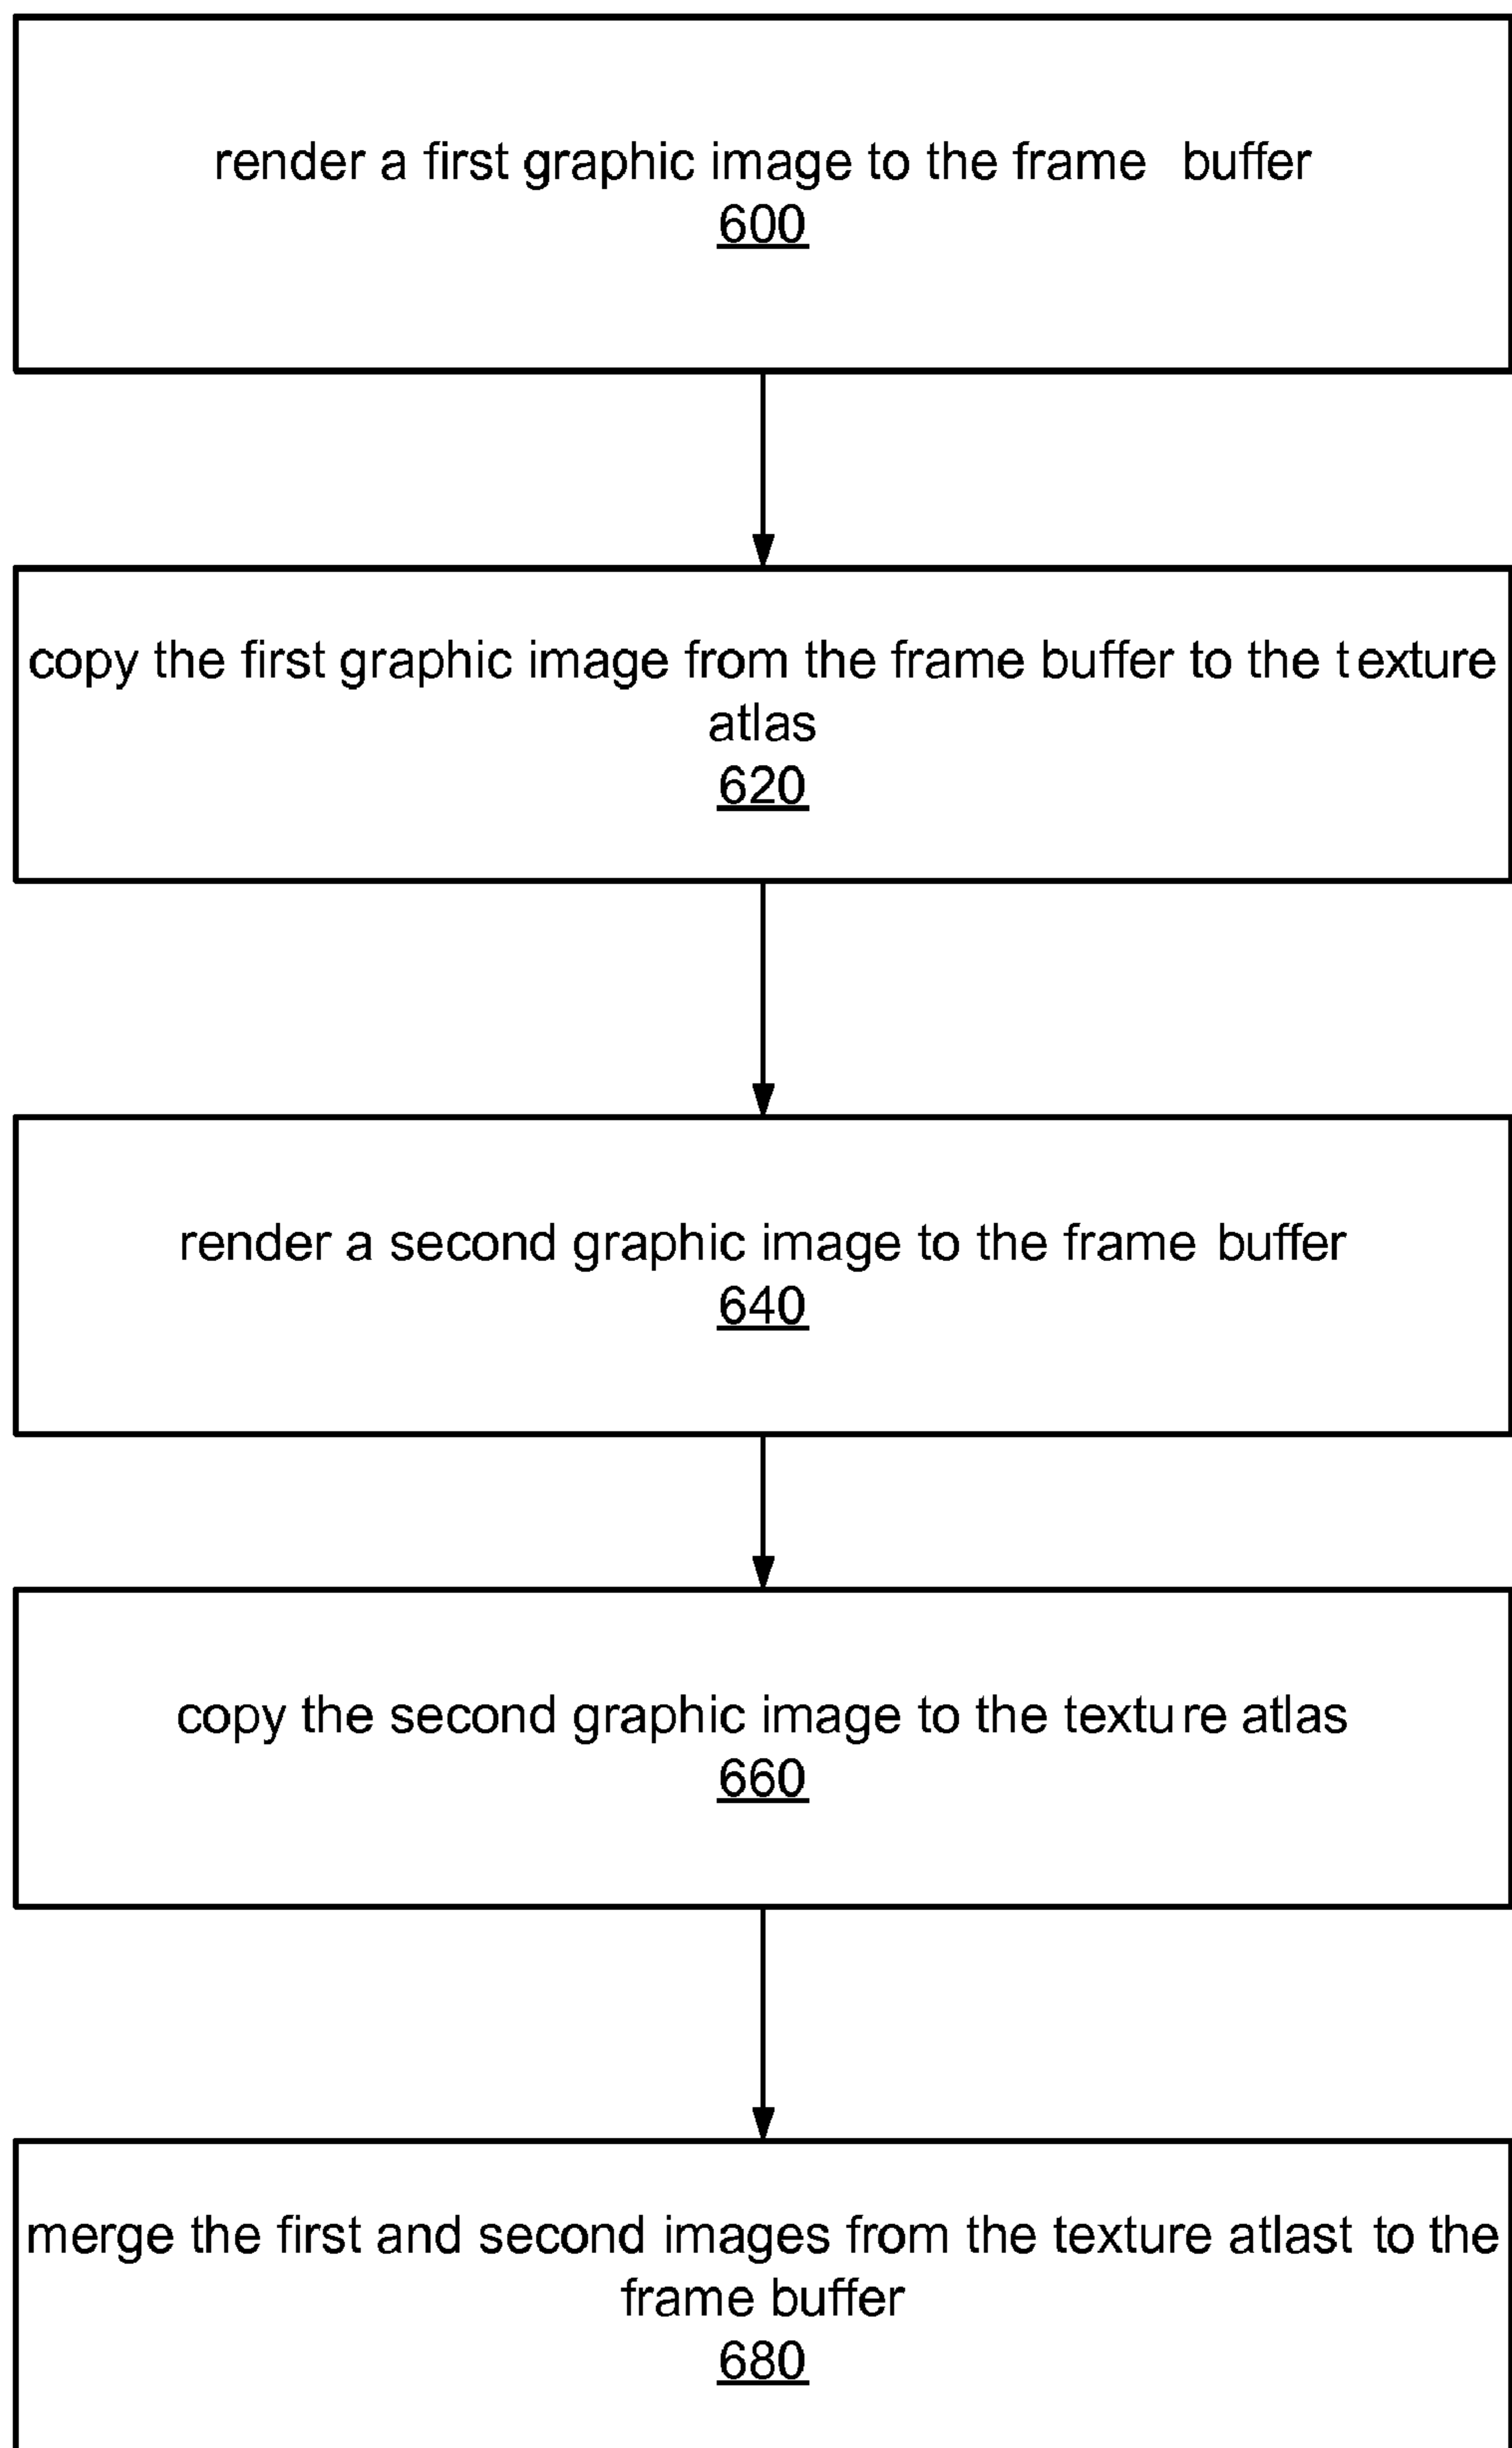 render a first graphic image to the frame buffer
600
copy the first graphic image from the frame buffer to the texture
atlas
620
render a second graphic image to the frame buffer
640
copy the second graphic image to the texture atlas
660
merge the first and second images from the texture atlast to the
frame buffer
680